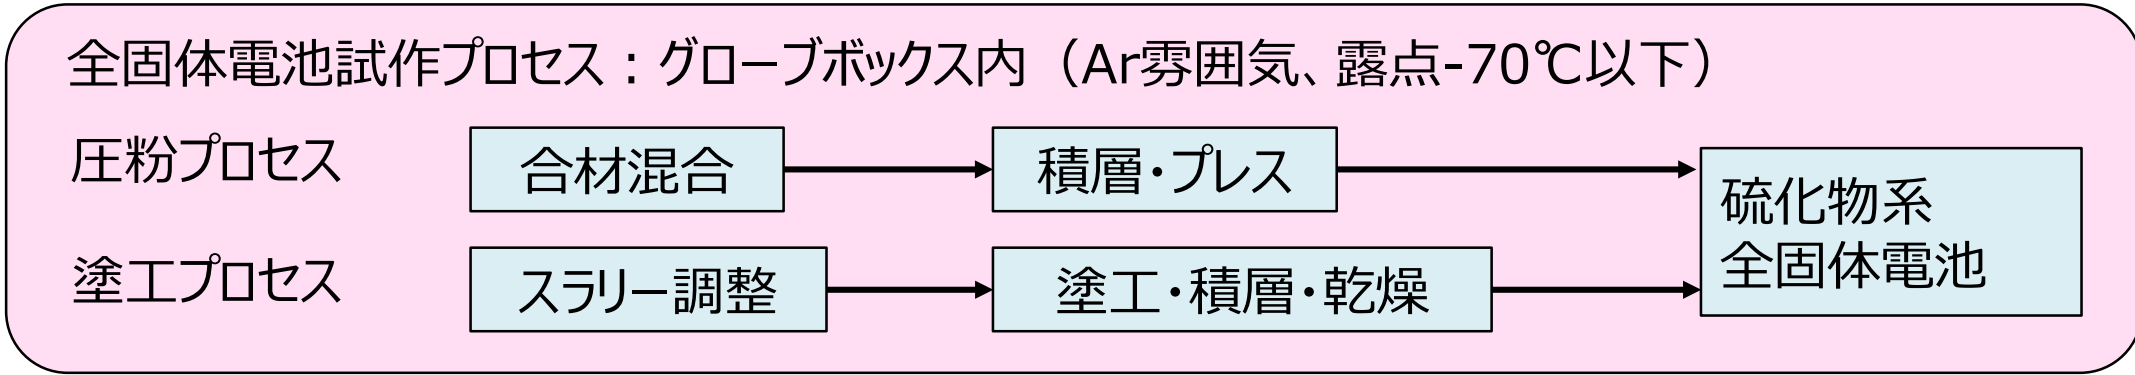 全固体電池試作プロセス：グローブボックス内（Ar雰囲気、露点-70℃以下）
圧粉プロセス
合材混合
積層・プレス
硫化物系
全固体電池
塗工プロセス
スラリー調整
塗工・積層・乾燥